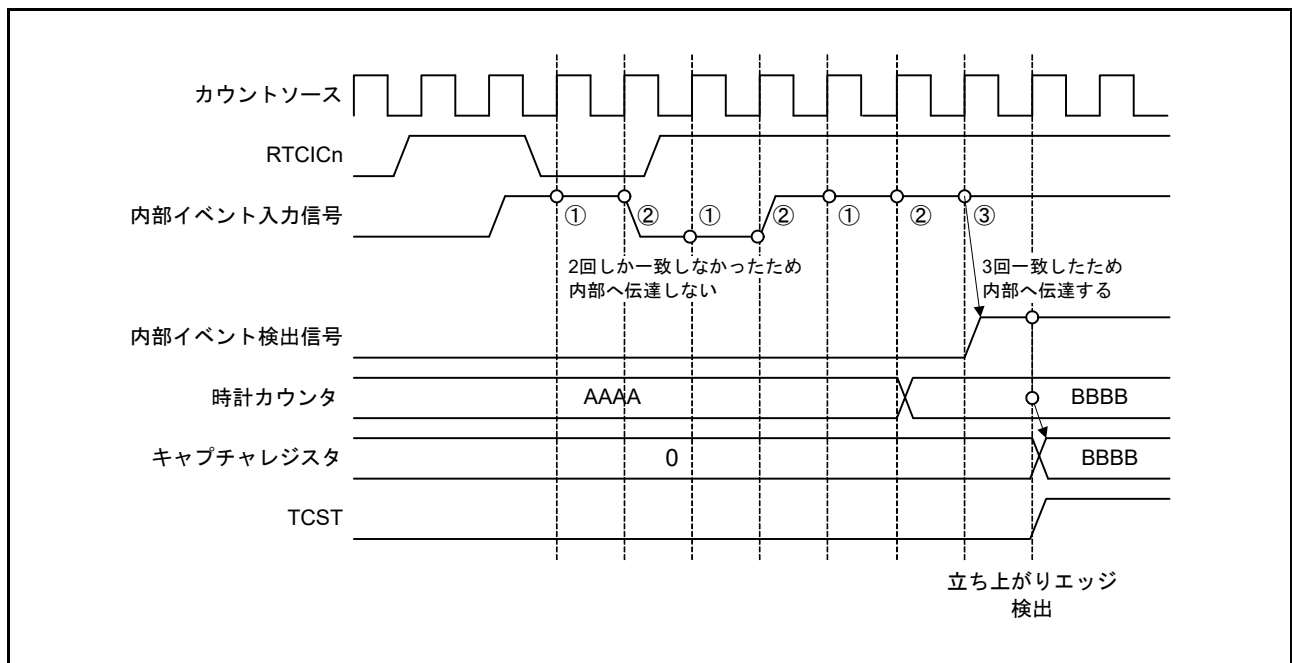 カウントソース
RTCICn
内部イベント入力信号
① ② ① ② ① ② ③
2回しか一致しなかったため
内部へ伝達しない
3回一致したため
内部へ伝達する
内部イベント検出信号
時計カウンタ
AAAA
BBBB
キャプチャレジスタ
0
BBBB
TCST
立ち上がりエッジ
検出